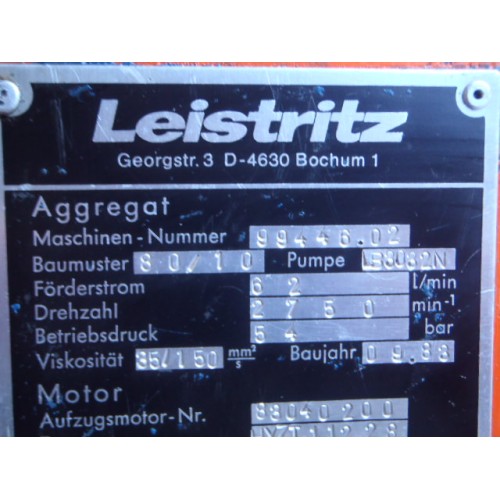 Leistritz
Georgstr. 3 D-4630 Bochum 1
Aggregat
Maschinen-Nummer 99446.02
Baumuster 80/10 Pumpe
Förderstrom 62 l/min
Drehzahl 2750 min⁻¹
Betriebsdruck 54 bar
Viskosität 35/150 mm²/s Baujahr 09.88
Motor
Aufzugsmotor-Nr. 88040200